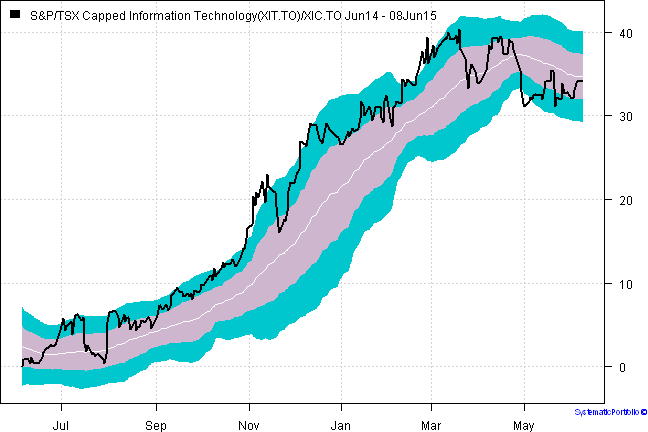 S&P/TSX Capped Information Technology(XIT.TO)/XIC.TO Jun14 - 08Jun15
40
30
20
10
0
Jul Sep Nov Jan Mar May
SystematicPortfolio ©